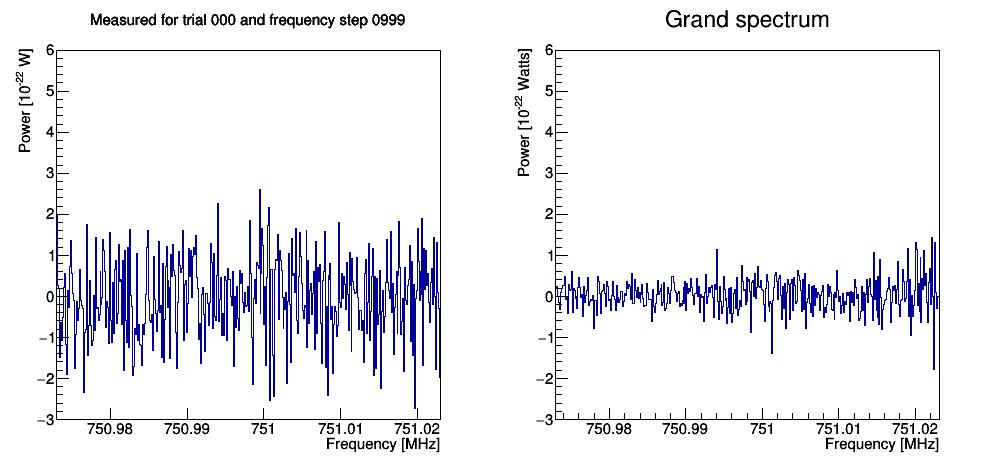 Measured for trial 000 and frequency step 0999
Power [10⁻²² W]
6
5
4
3
2
1
0
−1
−2
−3
750.98 750.99 751 751.01 751.02
Frequency [MHz]
Grand spectrum
Power [10⁻²² Watts]
6
5
4
3
2
1
0
−1
−2
−3
750.98 750.99 751 751.01 751.02
Frequency [MHz]